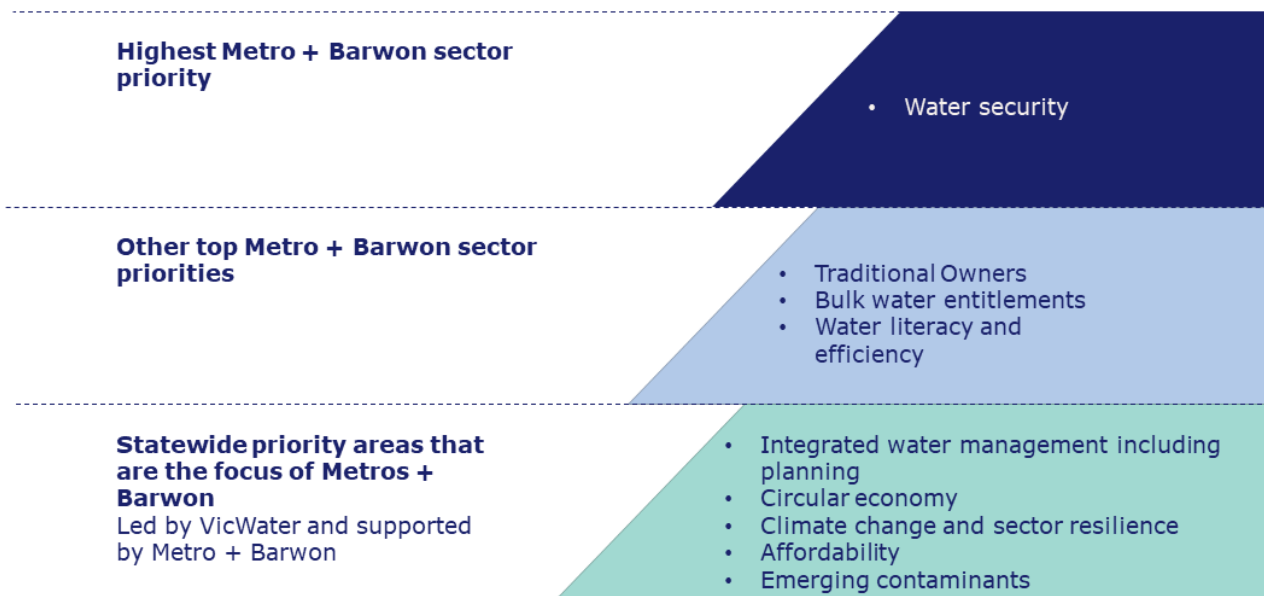 Highest Metro + Barwon sector
priority
• Water security
Other top Metro + Barwon sector
priorities
• Traditional Owners
• Bulk water entitlements
• Water literacy and
efficiency
Statewide priority areas that
are the focus of Metros +
Barwon
Led by VicWater and supported
by Metro + Barwon
• Integrated water management including
planning
• Circular economy
• Climate change and sector resilience
• Affordability
• Emerging contaminants